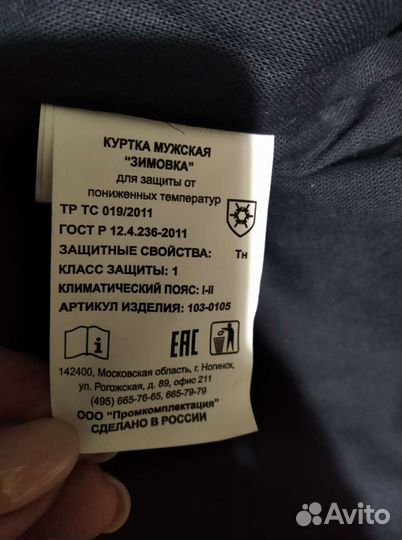 КУРТКА МУЖСКАЯ
"ЗИМОВКА"
для защиты от
пониженных температур
ТР ТС 019/2011
ГОСТ Р 12.4.236-2011
ЗАЩИТНЫЕ СВОЙСТВА: Тн
КЛАСС ЗАЩИТЫ: 1
КЛИМАТИЧЕСКИЙ ПОЯС: I-II
АРТИКУЛ ИЗДЕЛИЯ: 103-0105
i
EAC
142400, Московская область, г. Ногинск,
ул. Рогожская, д. 89, офис 211
(495) 665-76-65, 665-79-79
ООО "Промкомплектация"
СДЕЛАНО В РОССИИ
Avito